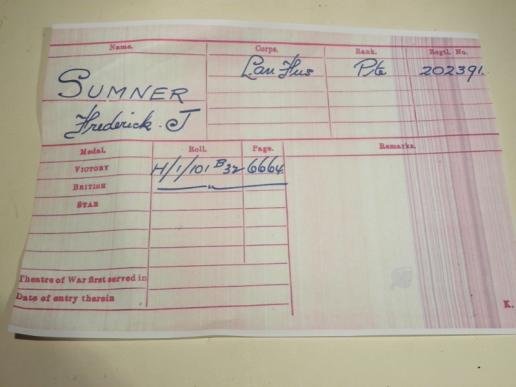 Name. Corps. Rank. Regtl. No.
SUMNER Lan Fus Pte 202391
Frederick. J
Medal. Roll. Page. Remarks.
VICTORY H/1/101 B32 6664
BRITISH "
STAR
Theatre of War first served in
Date of entry therein
K.